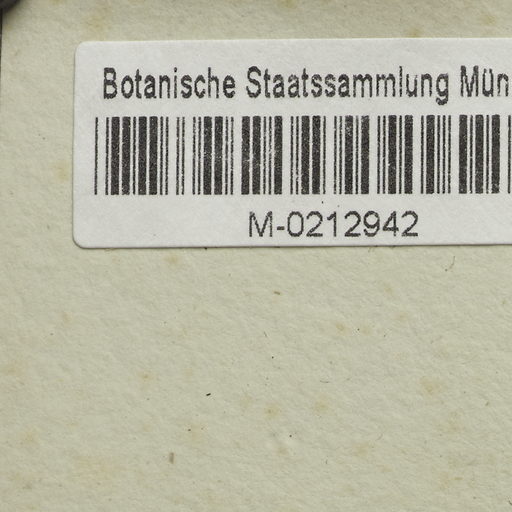 Botanische Staatssammlung Mün
M-0212942